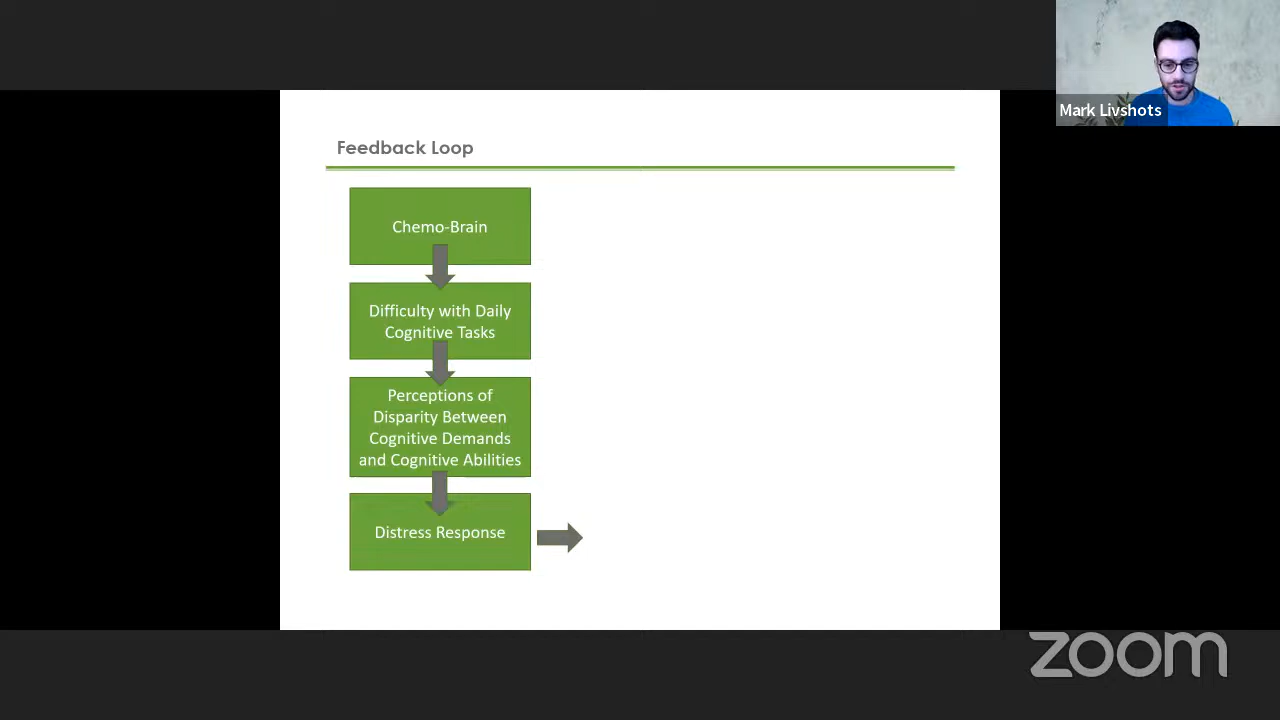 Mark Livshots
Feedback Loop
Chemo-Brain
Difficulty with Daily
Cognitive Tasks
Perceptions of
Disparity Between
Cognitive Demands
and Cognitive Abilities
Distress Response
zoom